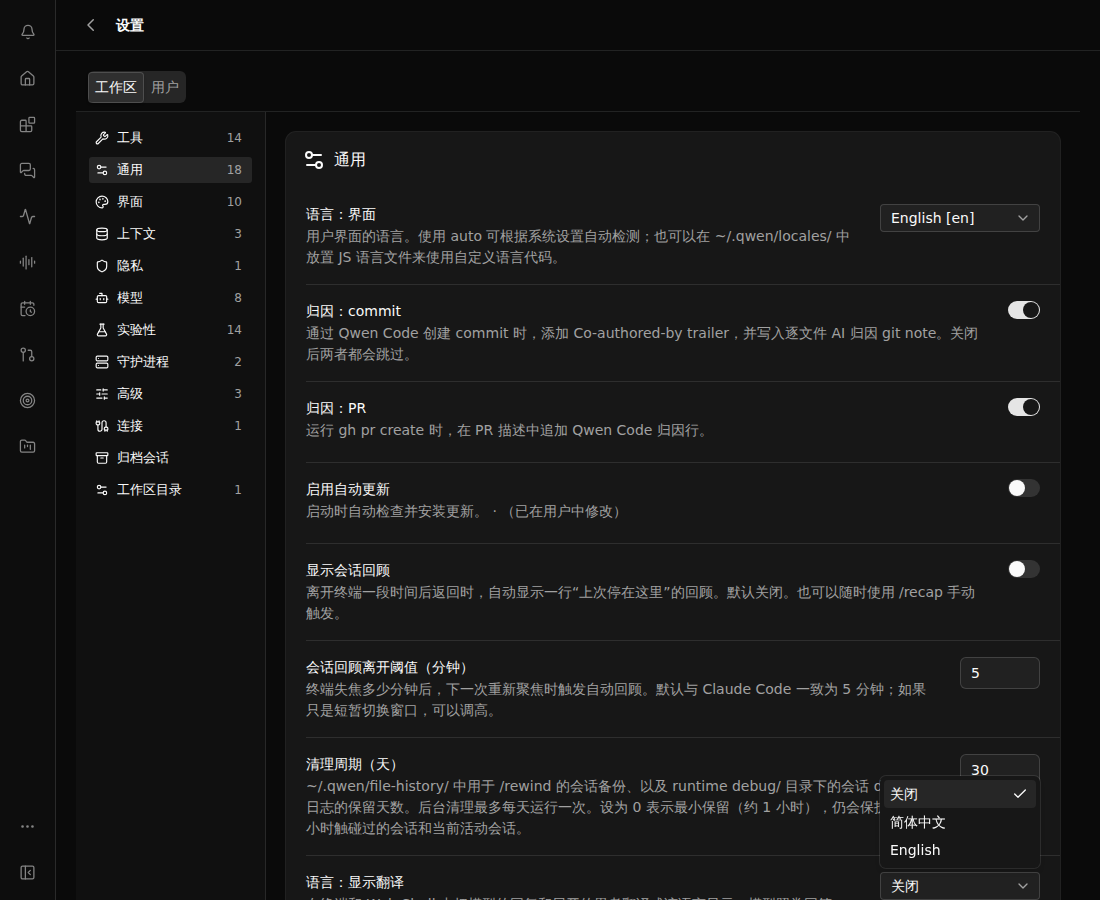 设置
工作区 用户
工具 14
通用 18
界面 10
上下文 3
隐私 1
模型 8
实验性 14
守护进程 2
高级 3
连接 1
归档会话
工作区目录 1
通用
语言：界面
English [en]
用户界面的语言。使用 auto 可根据系统设置自动检测；也可以在 ~/.qwen/locales/ 中
放置 JS 语言文件来使用自定义语言代码。
归因：commit
通过 Qwen Code 创建 commit 时，添加 Co-authored-by trailer，并写入逐文件 AI 归因 git note。关闭
后两者都会跳过。
归因：PR
运行 gh pr create 时，在 PR 描述中追加 Qwen Code 归因行。
启用自动更新
启动时自动检查并安装更新。 · （已在用户中修改）
显示会话回顾
离开终端一段时间后返回时，自动显示一行“上次停在这里”的回顾。默认关闭。也可以随时使用 /recap 手动
触发。
会话回顾离开阈值（分钟）
5
终端失焦多少分钟后，下一次重新聚焦时触发自动回顾。默认与 Claude Code 一致为 5 分钟；如果
只是短暂切换窗口，可以调高。
清理周期（天）
30
~/.qwen/file-history/ 中用于 /rewind 的会话备份、以及 runtime debug/ 目录下的会话
日志的保留天数。后台清理最多每天运行一次。设为 0 表示最小保留（约 1 小时），仍会保
小时触碰过的会话和当前活动会话。
关闭
简体中文
English
语言：显示翻译
关闭